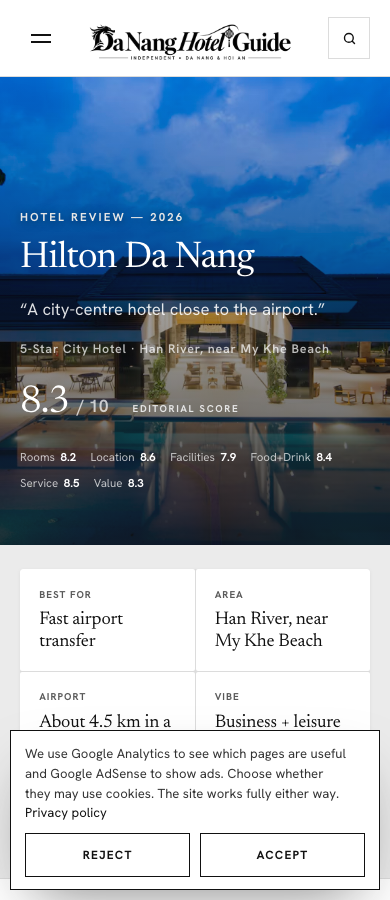 Da Nang Hotel Guide
INDEPENDENT • DA NANG & HOI AN
HOTEL REVIEW — 2026
Hilton Da Nang
“A city-centre hotel close to the airport.”
5-Star City Hotel · Han River, near My Khe Beach
8.3 / 10 EDITORIAL SCORE
Rooms 8.2 Location 8.6 Facilities 7.9 Food+Drink 8.4
Service 8.5 Value 8.3
BEST FOR
Fast airport
transfer
AREA
Han River, near
My Khe Beach
AIRPORT
About 4.5 km in a
VIBE
Business + leisure
We use Google Analytics to see which pages are useful
and Google AdSense to show ads. Choose whether
they may use cookies. The site works fully either way.
Privacy policy
REJECT
ACCEPT